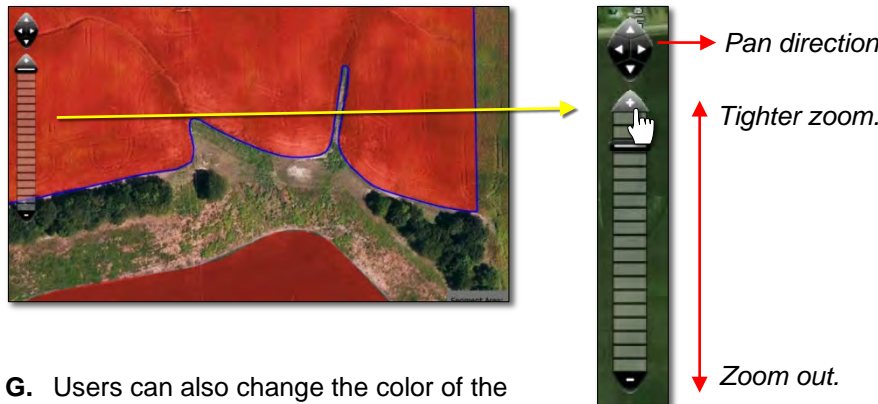 Pan direction
Tighter zoom.
Zoom out.
G. Users can also change the color of the